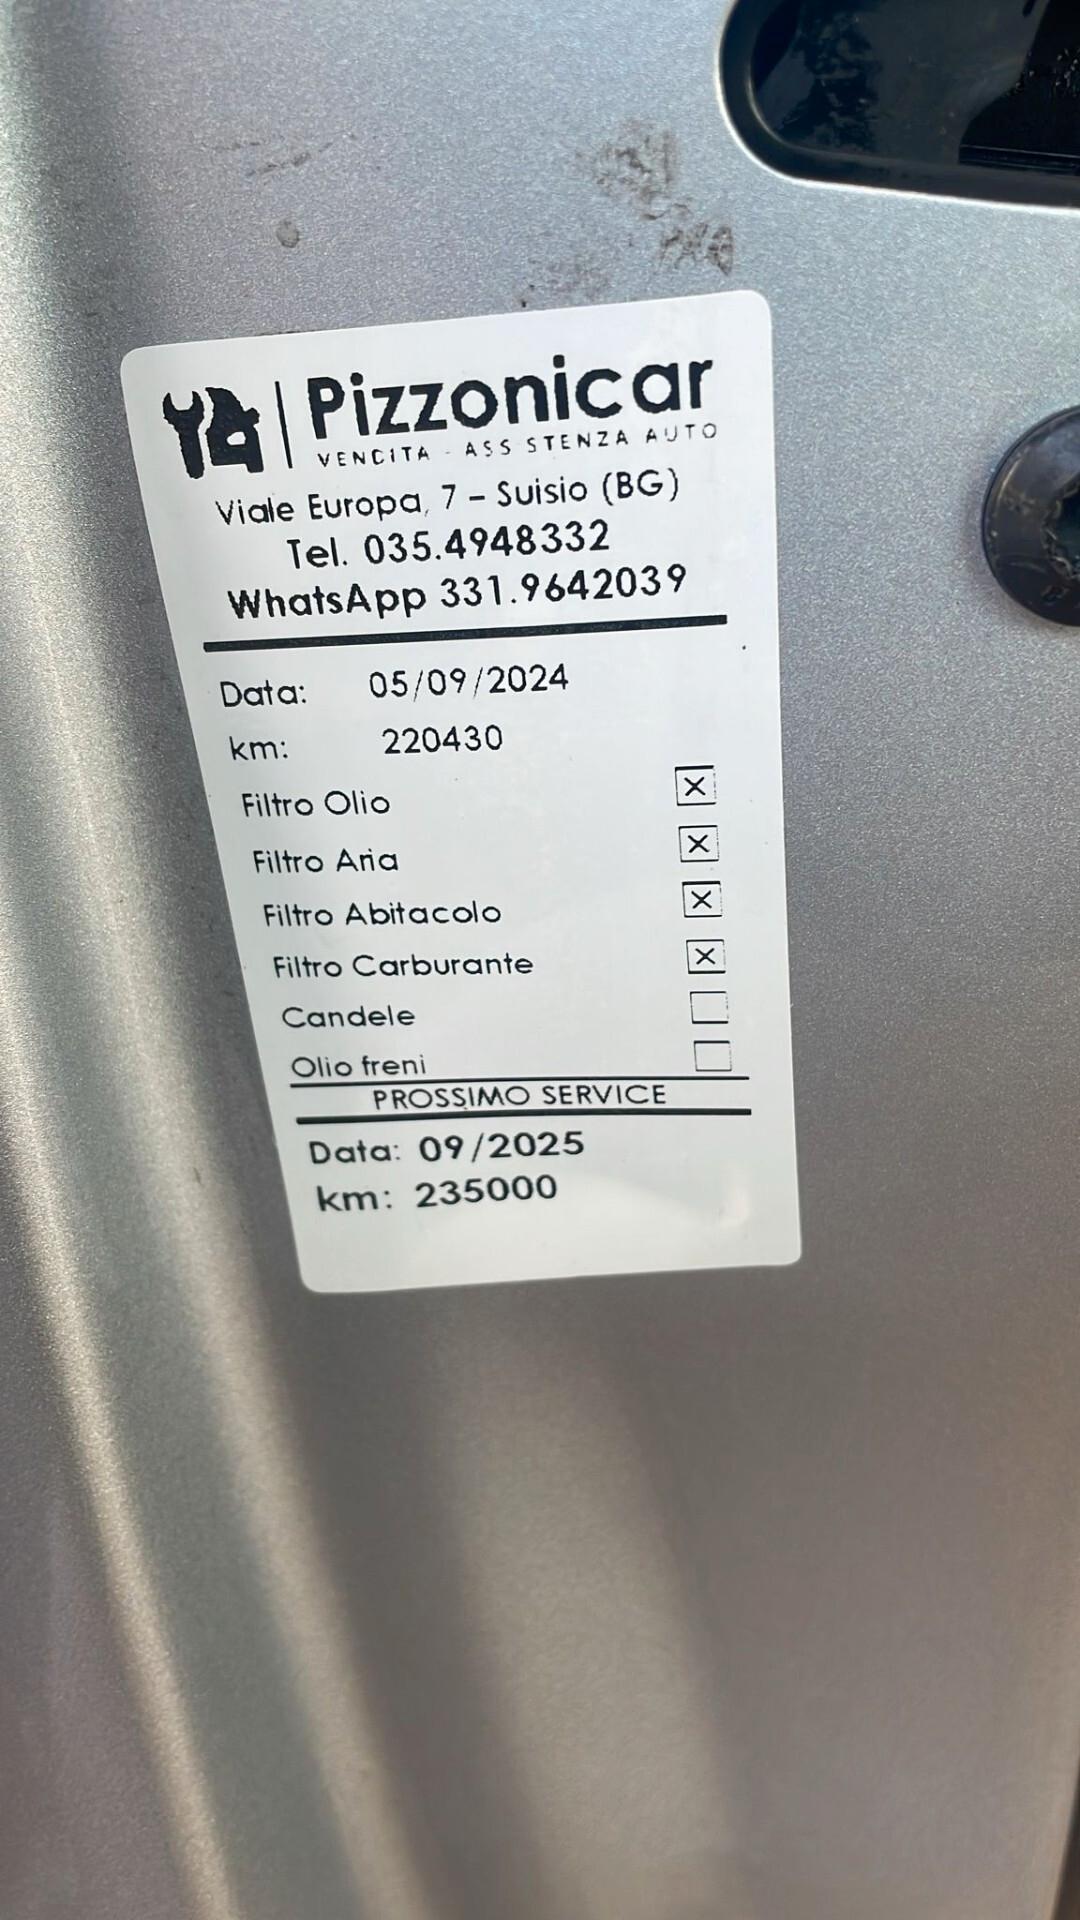 Pizzonicar
VENDITA - ASSISTENZA AUTO
Viale Europa, 7 – Suisio (BG)
Tel. 035.4948332
WhatsApp 331.9642039
Data: 05/09/2024
km: 220430
Filtro Olio ☒
Filtro Aria ☒
Filtro Abitacolo ☒
Filtro Carburante ☒
Candele ☐
Olio freni ☐
PROSSIMO SERVICE
Data: 09/2025
km: 235000